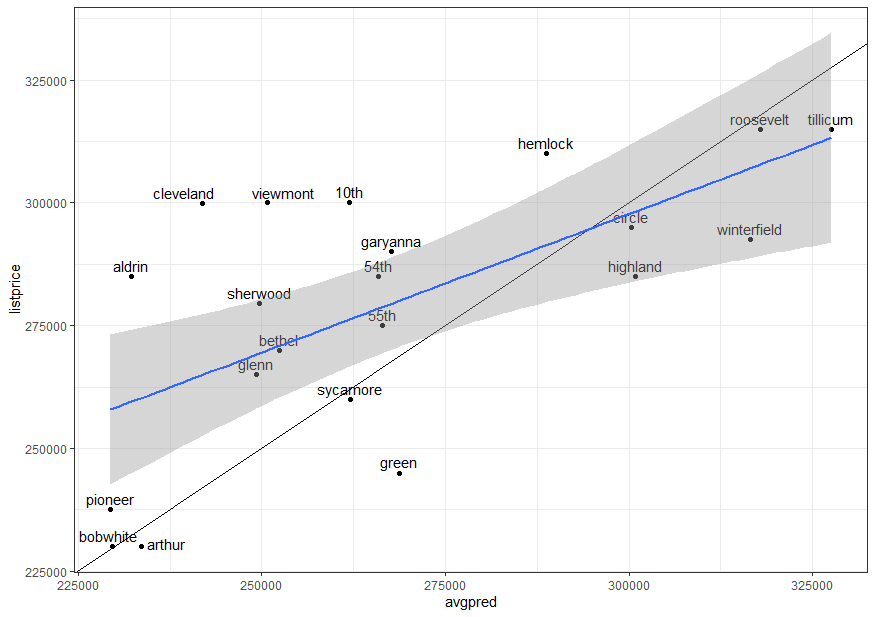 325000
300000
275000
250000
225000
listprice
roosevelt
tillicum
hemlock
cleveland
viewmont
10th
circle
winterfield
garyanna
aldrin
54th
highland
sherwood
55th
bethel
glenn
sycamore
green
pioneer
bobwhite
arthur
225000
250000
275000
300000
325000
avgpred